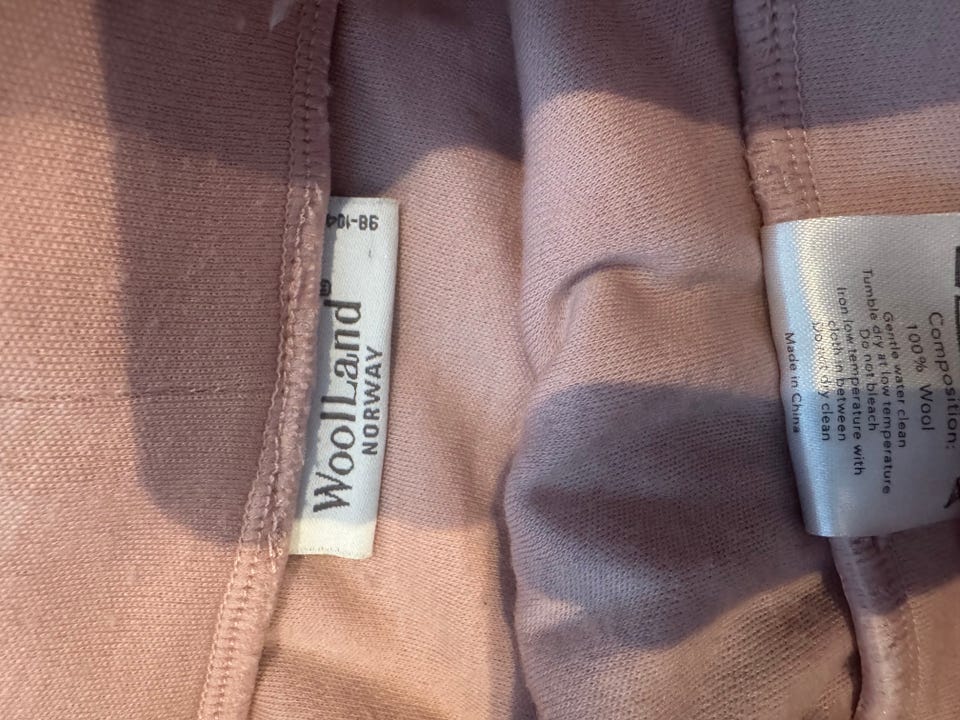 WoolLand®
NORWAY
98-104
Composition:
100% Wool
Gentle water clean
Tumble dry at low temperature
Do not bleach
Iron low temperature with
cloth in between
Do not dry clean
Made in China